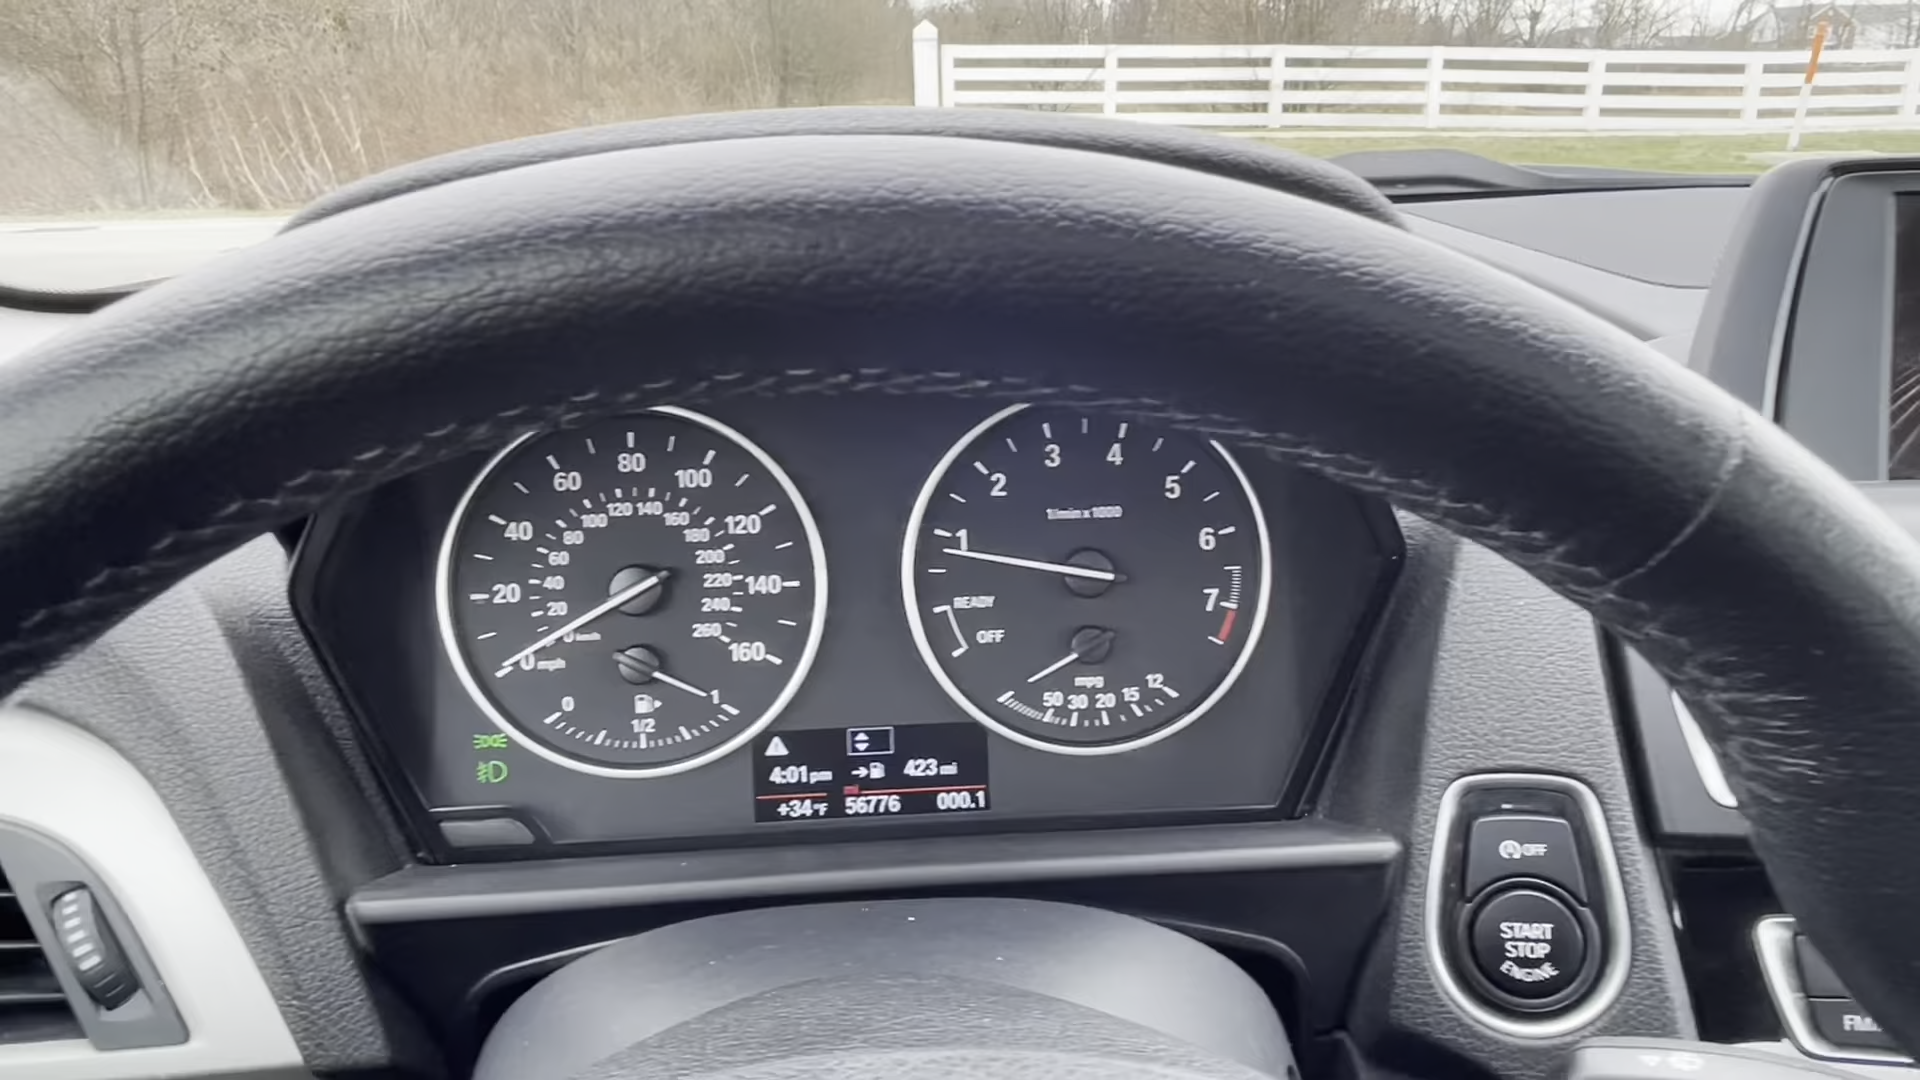 60 80 100
40 120
20 140
0 mph 160
80 100 120 140 160 180
60 200
40 220
20 240
0 km/h 260
0 1/2 1
1 2 3 4 5 6 7
1/min x 1000
READY
OFF
mpg
50 30 20 15 12
4:01 pm 423 mi
mi
+34°F 56776 000.1
OFF
START
STOP
ENGINE